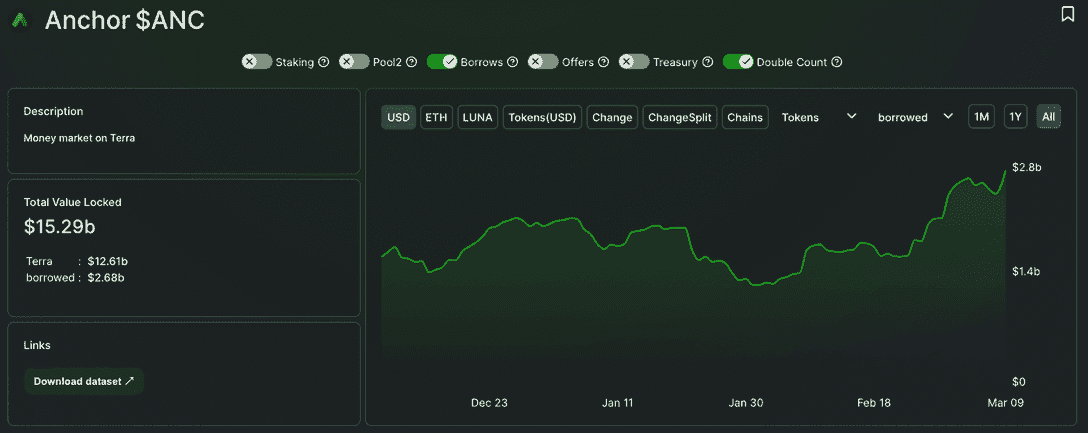 Anchor $ANC
Staking Pool2 Borrows Offers Treasury Double Count
Description
Money market on Terra
Total Value Locked
$15.29b
Terra : $12.61b
borrowed : $2.68b
Links
Download dataset ↗
USD ETH LUNA Tokens(USD) Change ChangeSplit Chains Tokens borrowed 1M 1Y All
$2.8b
$1.4b
$0
Dec 23 Jan 11 Jan 30 Feb 18 Mar 09